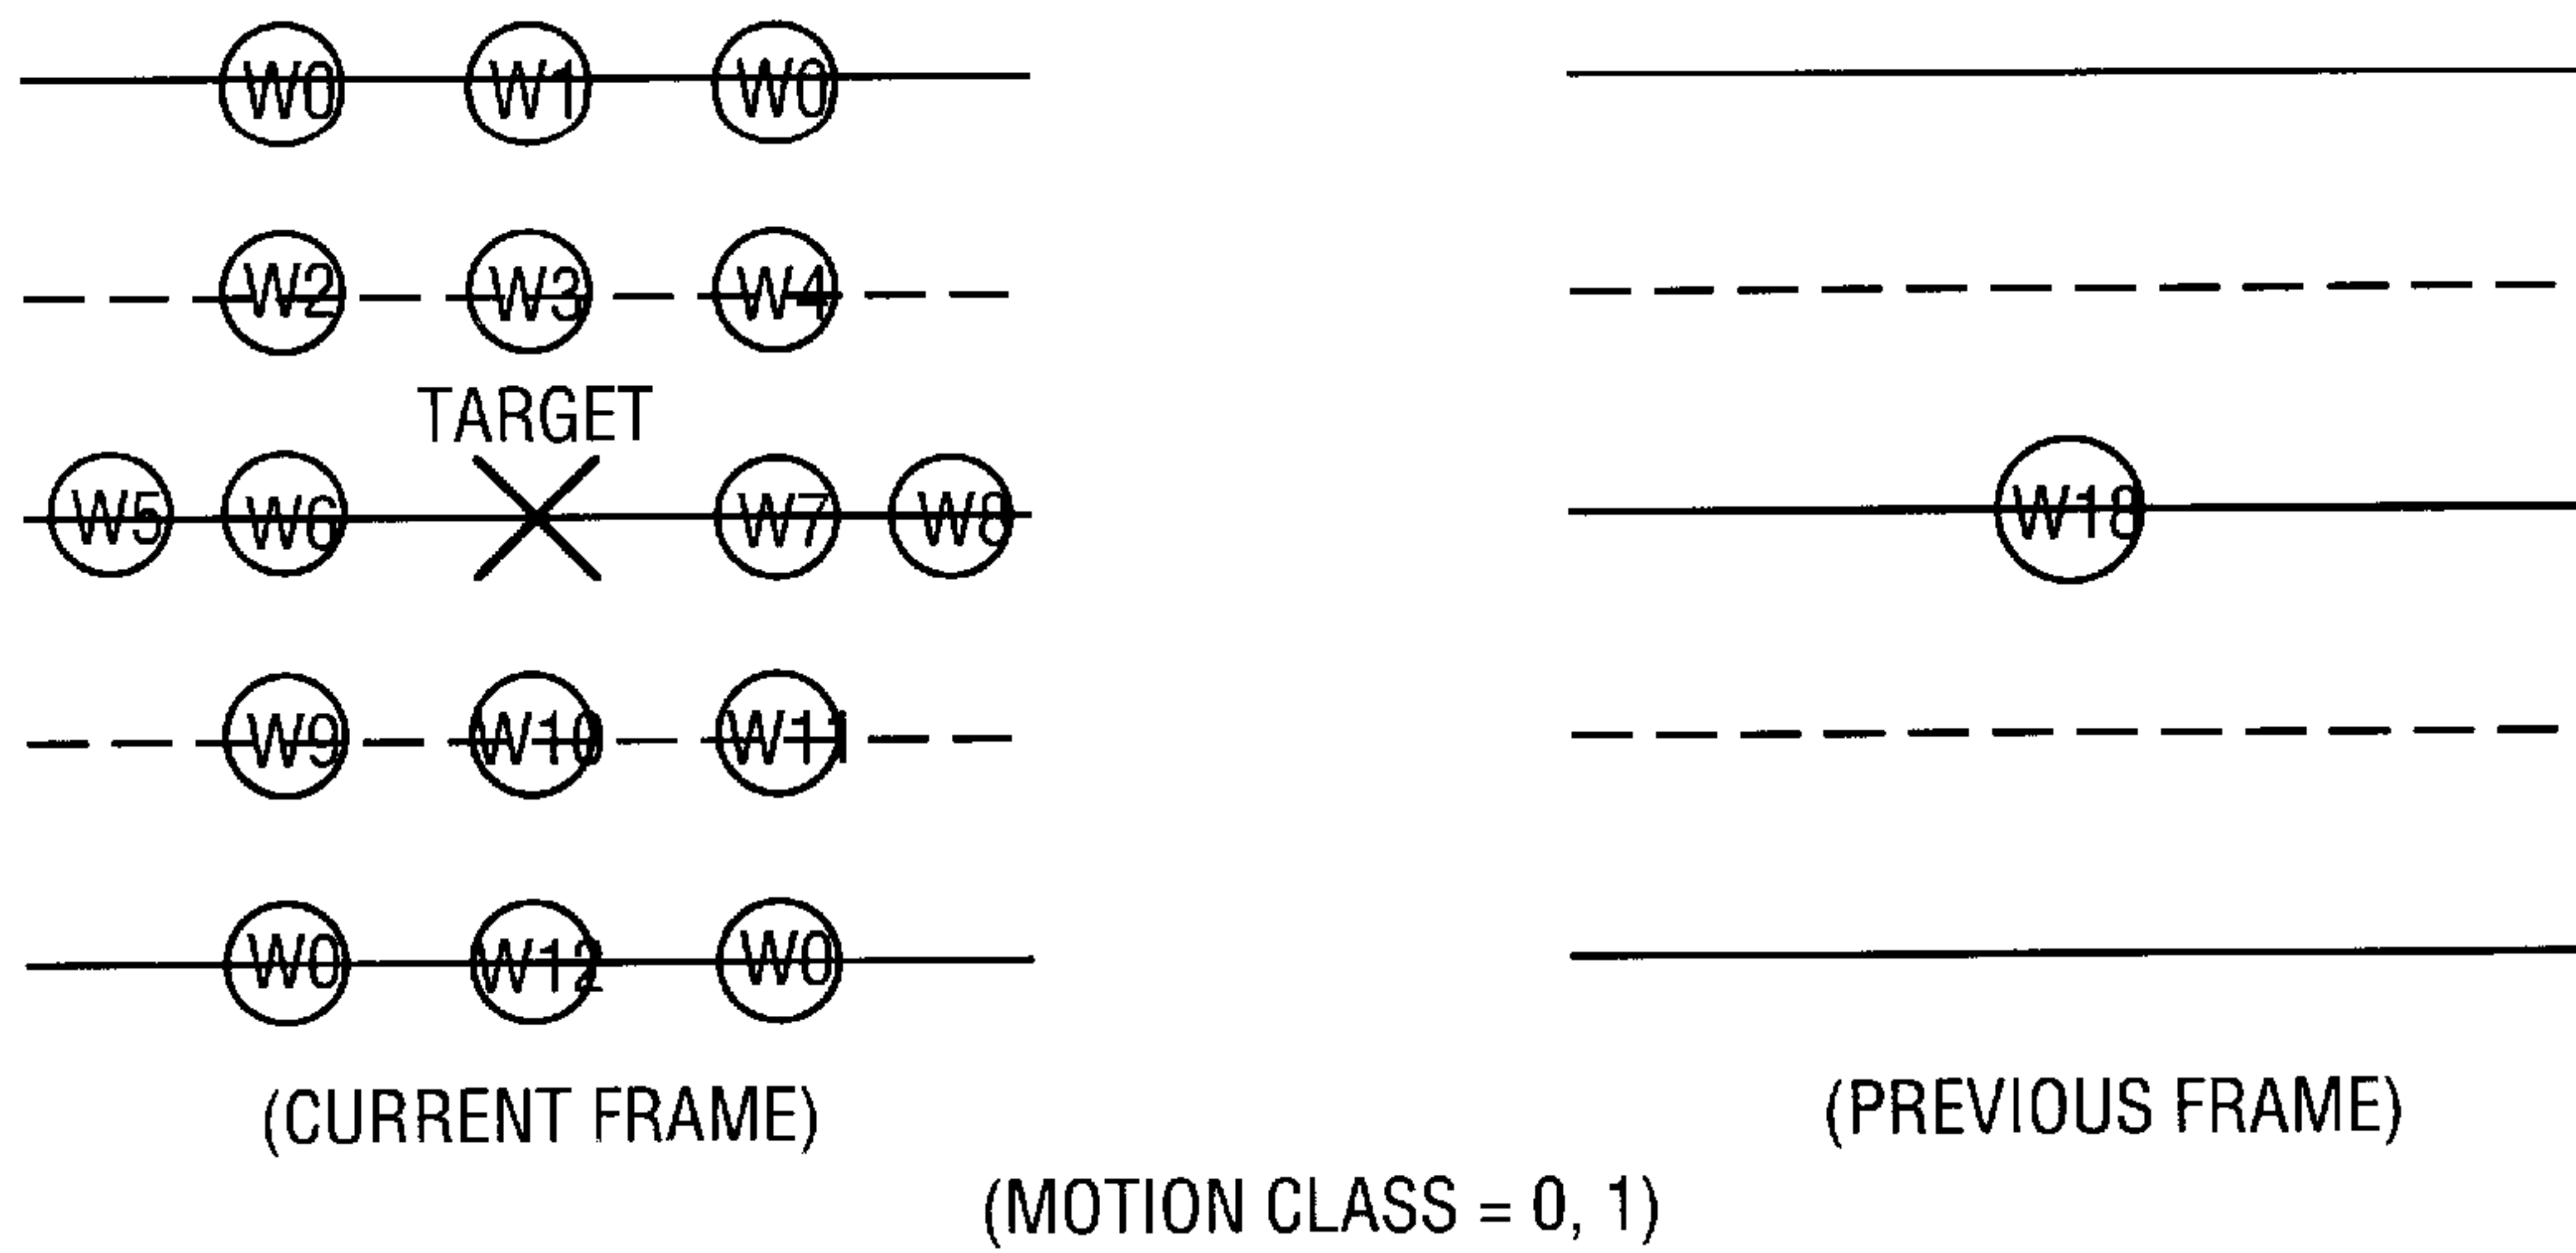 W0 W1 W0
W2 W3 W4
TARGET
W5 W6 W7 W8 W18
W9 W10 W11
W0 W12 W0
(CURRENT FRAME) (PREVIOUS FRAME)
(MOTION CLASS = 0, 1)